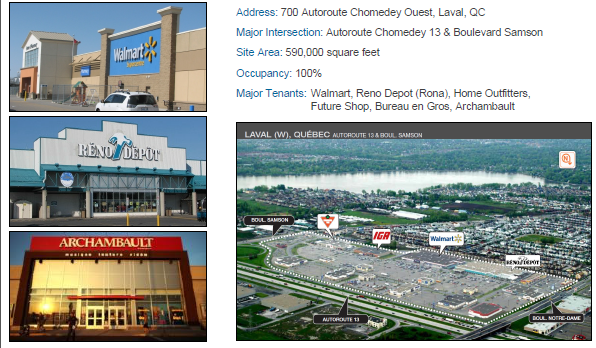 Walmart
RÉNO DÉPÔT
ARCHAMBAULT
musique lecture vidéo
Address: 700 Autoroute Chomedey Ouest, Laval, QC
Major Intersection: Autoroute Chomedey 13 & Boulevard Samson
Site Area: 590,000 square feet
Occupancy: 100%
Major Tenants: Walmart, Reno Depot (Rona), Home Outfitters,
Future Shop, Bureau en Gros, Archambault
LAVAL (W), QUÉBEC AUTOROUTE 13 & BOUL. SAMSON
BOUL. SAMSON
IGA
Walmart
RÉNO DÉPÔT
AUTOROUTE 13
BOUL. NOTRE-DAME